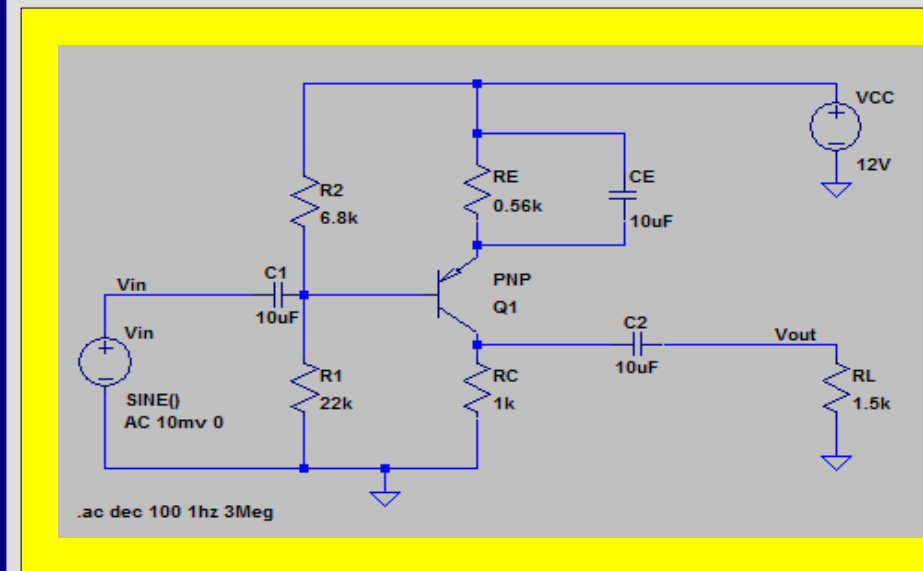 VCC
12V
R2
6.8k
RE
0.56k
CE
10uF
C1
10uF
Vin
Vin
SINE()
AC 10mv 0
PNP
Q1
C2
10uF
Vout
R1
22k
RC
1k
RL
1.5k
.ac dec 100 1hz 3Meg